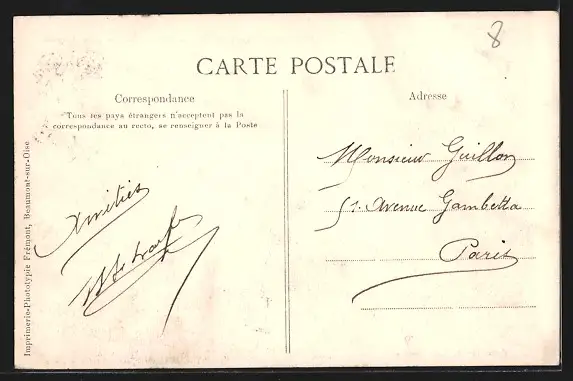 8
CARTE POSTALE
Correspondance
Tous les pays étrangers n'acceptent pas la
correspondance au recto, se renseigner à la Poste
Amitiés
Adresse
Monsieur Guillon
51. Avenue Gambetta
Paris
Imprimerie-Phototypie Frémont, Beaumont-sur-Oise